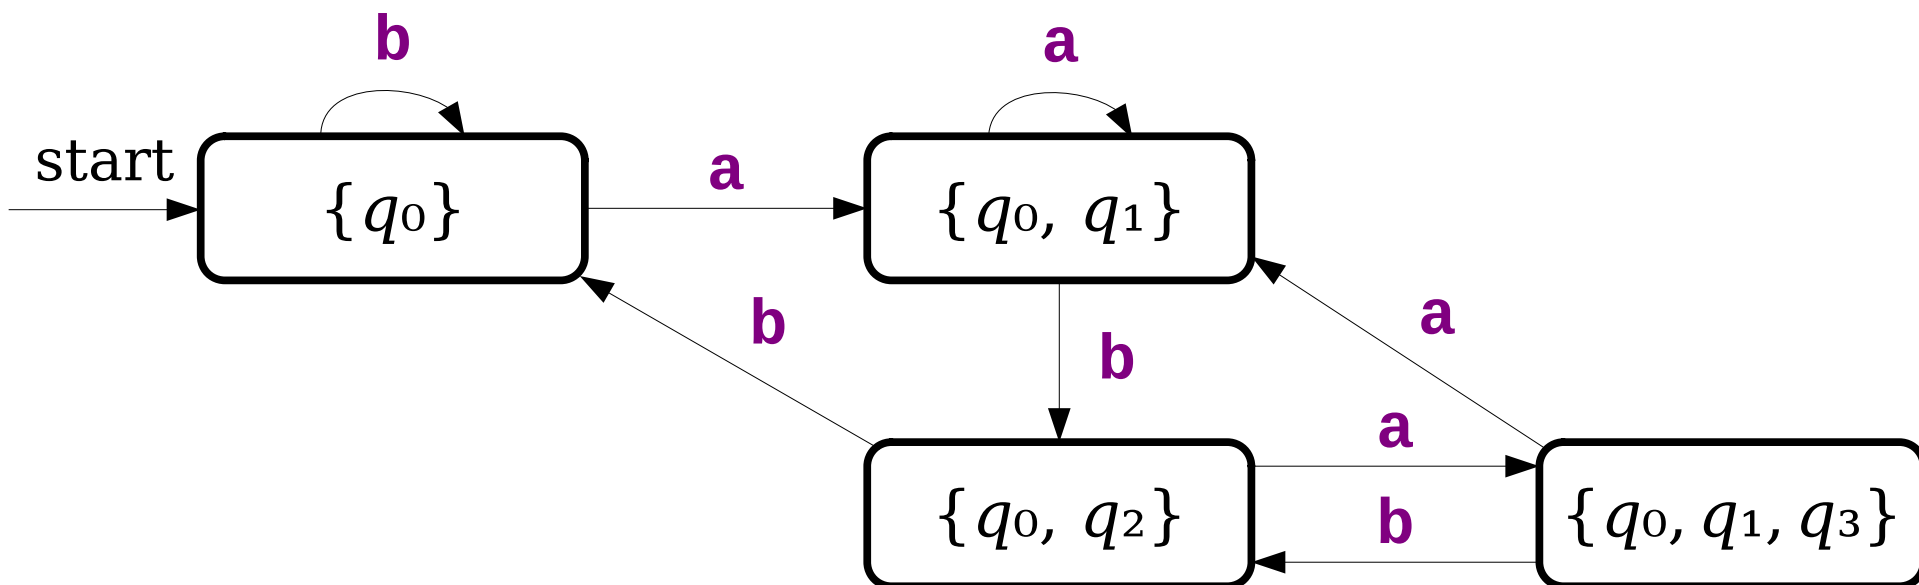 b
a
start
a
{q₀}
{q₀, q₁}
b
a
b
a
b
{q₀, q₂}
{q₀, q₁, q₃}